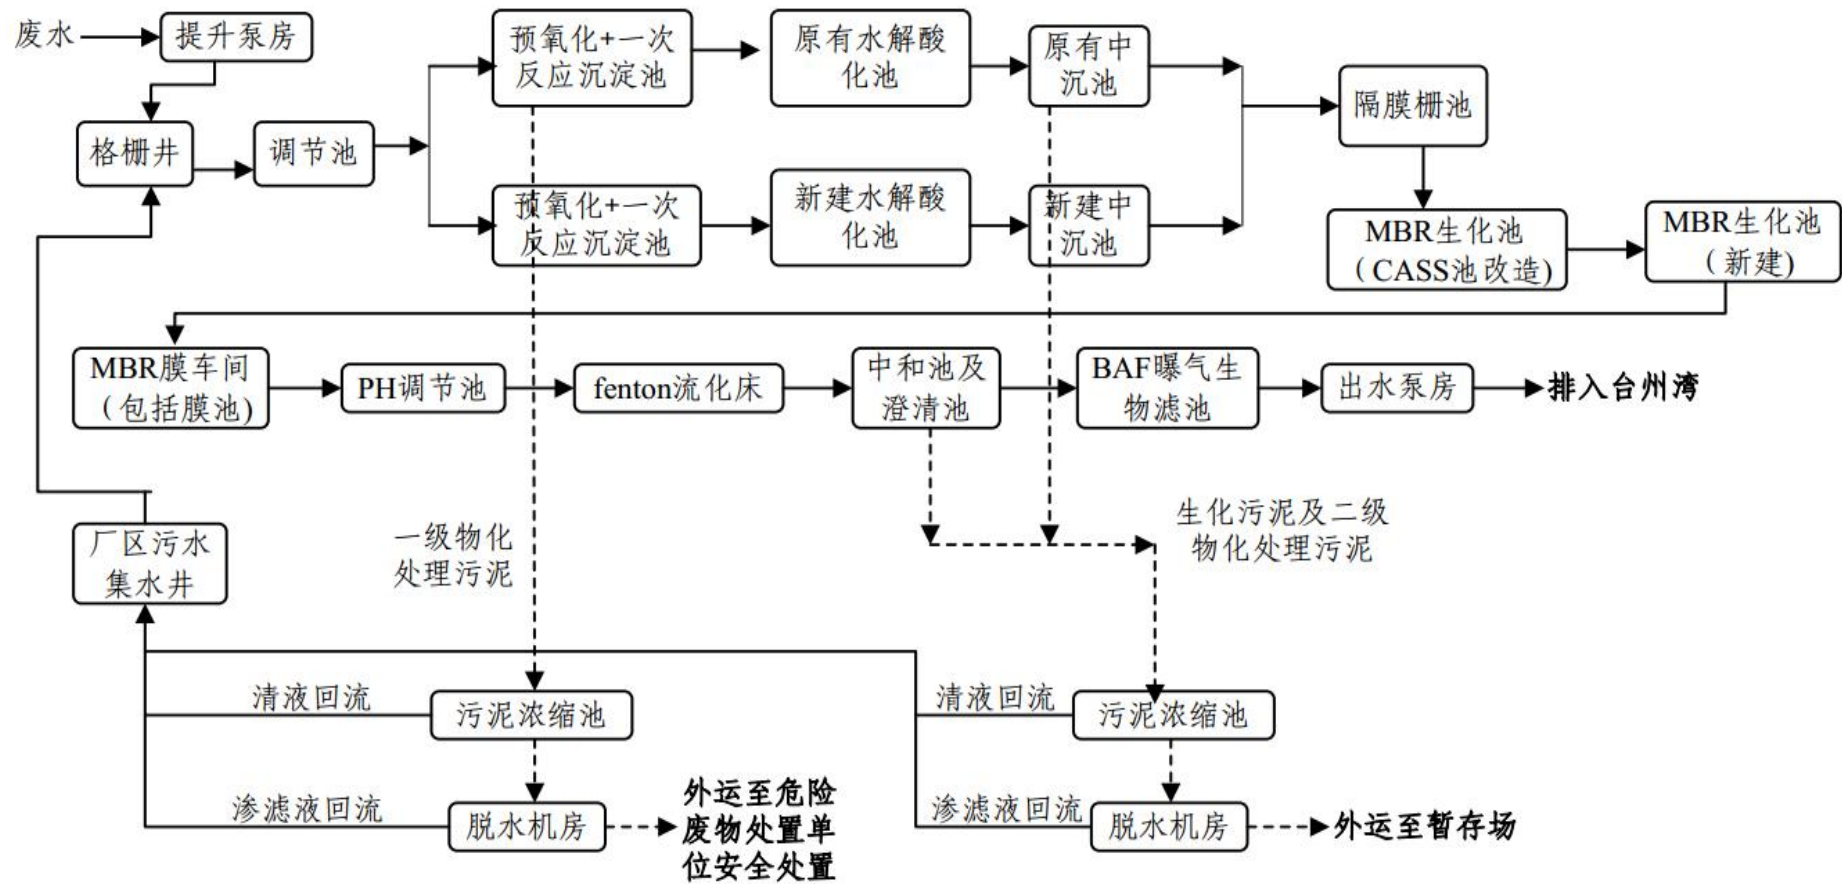 废水
提升泵房
格栅井
调节池
预氧化+一次
反应沉淀池
原有水解酸
化池
原有中
沉池
预氧化+一次
反应沉淀池
新建水解酸
化池
新建中
沉池
隔膜栅池
MBR生化池
（CASS池改造)
MBR生化池
（新建)
MBR膜车间
（包括膜池)
PH调节池
fenton流化床
中和池及
澄清池
BAF曝气生
物滤池
出水泵房
排入台州湾
厂区污水
集水井
一级物化
处理污泥
生化污泥及二级
物化处理污泥
清液回流
污泥浓缩池
渗滤液回流
脱水机房
外运至危险
废物处置单
位安全处置
清液回流
污泥浓缩池
渗滤液回流
脱水机房
外运至暂存场